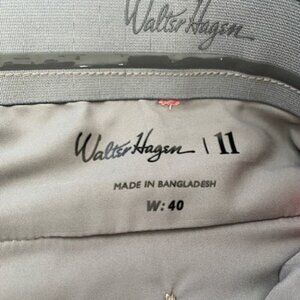 Walter Hagen
Walter Hagen | 11
MADE IN BANGLADESH
W: 40